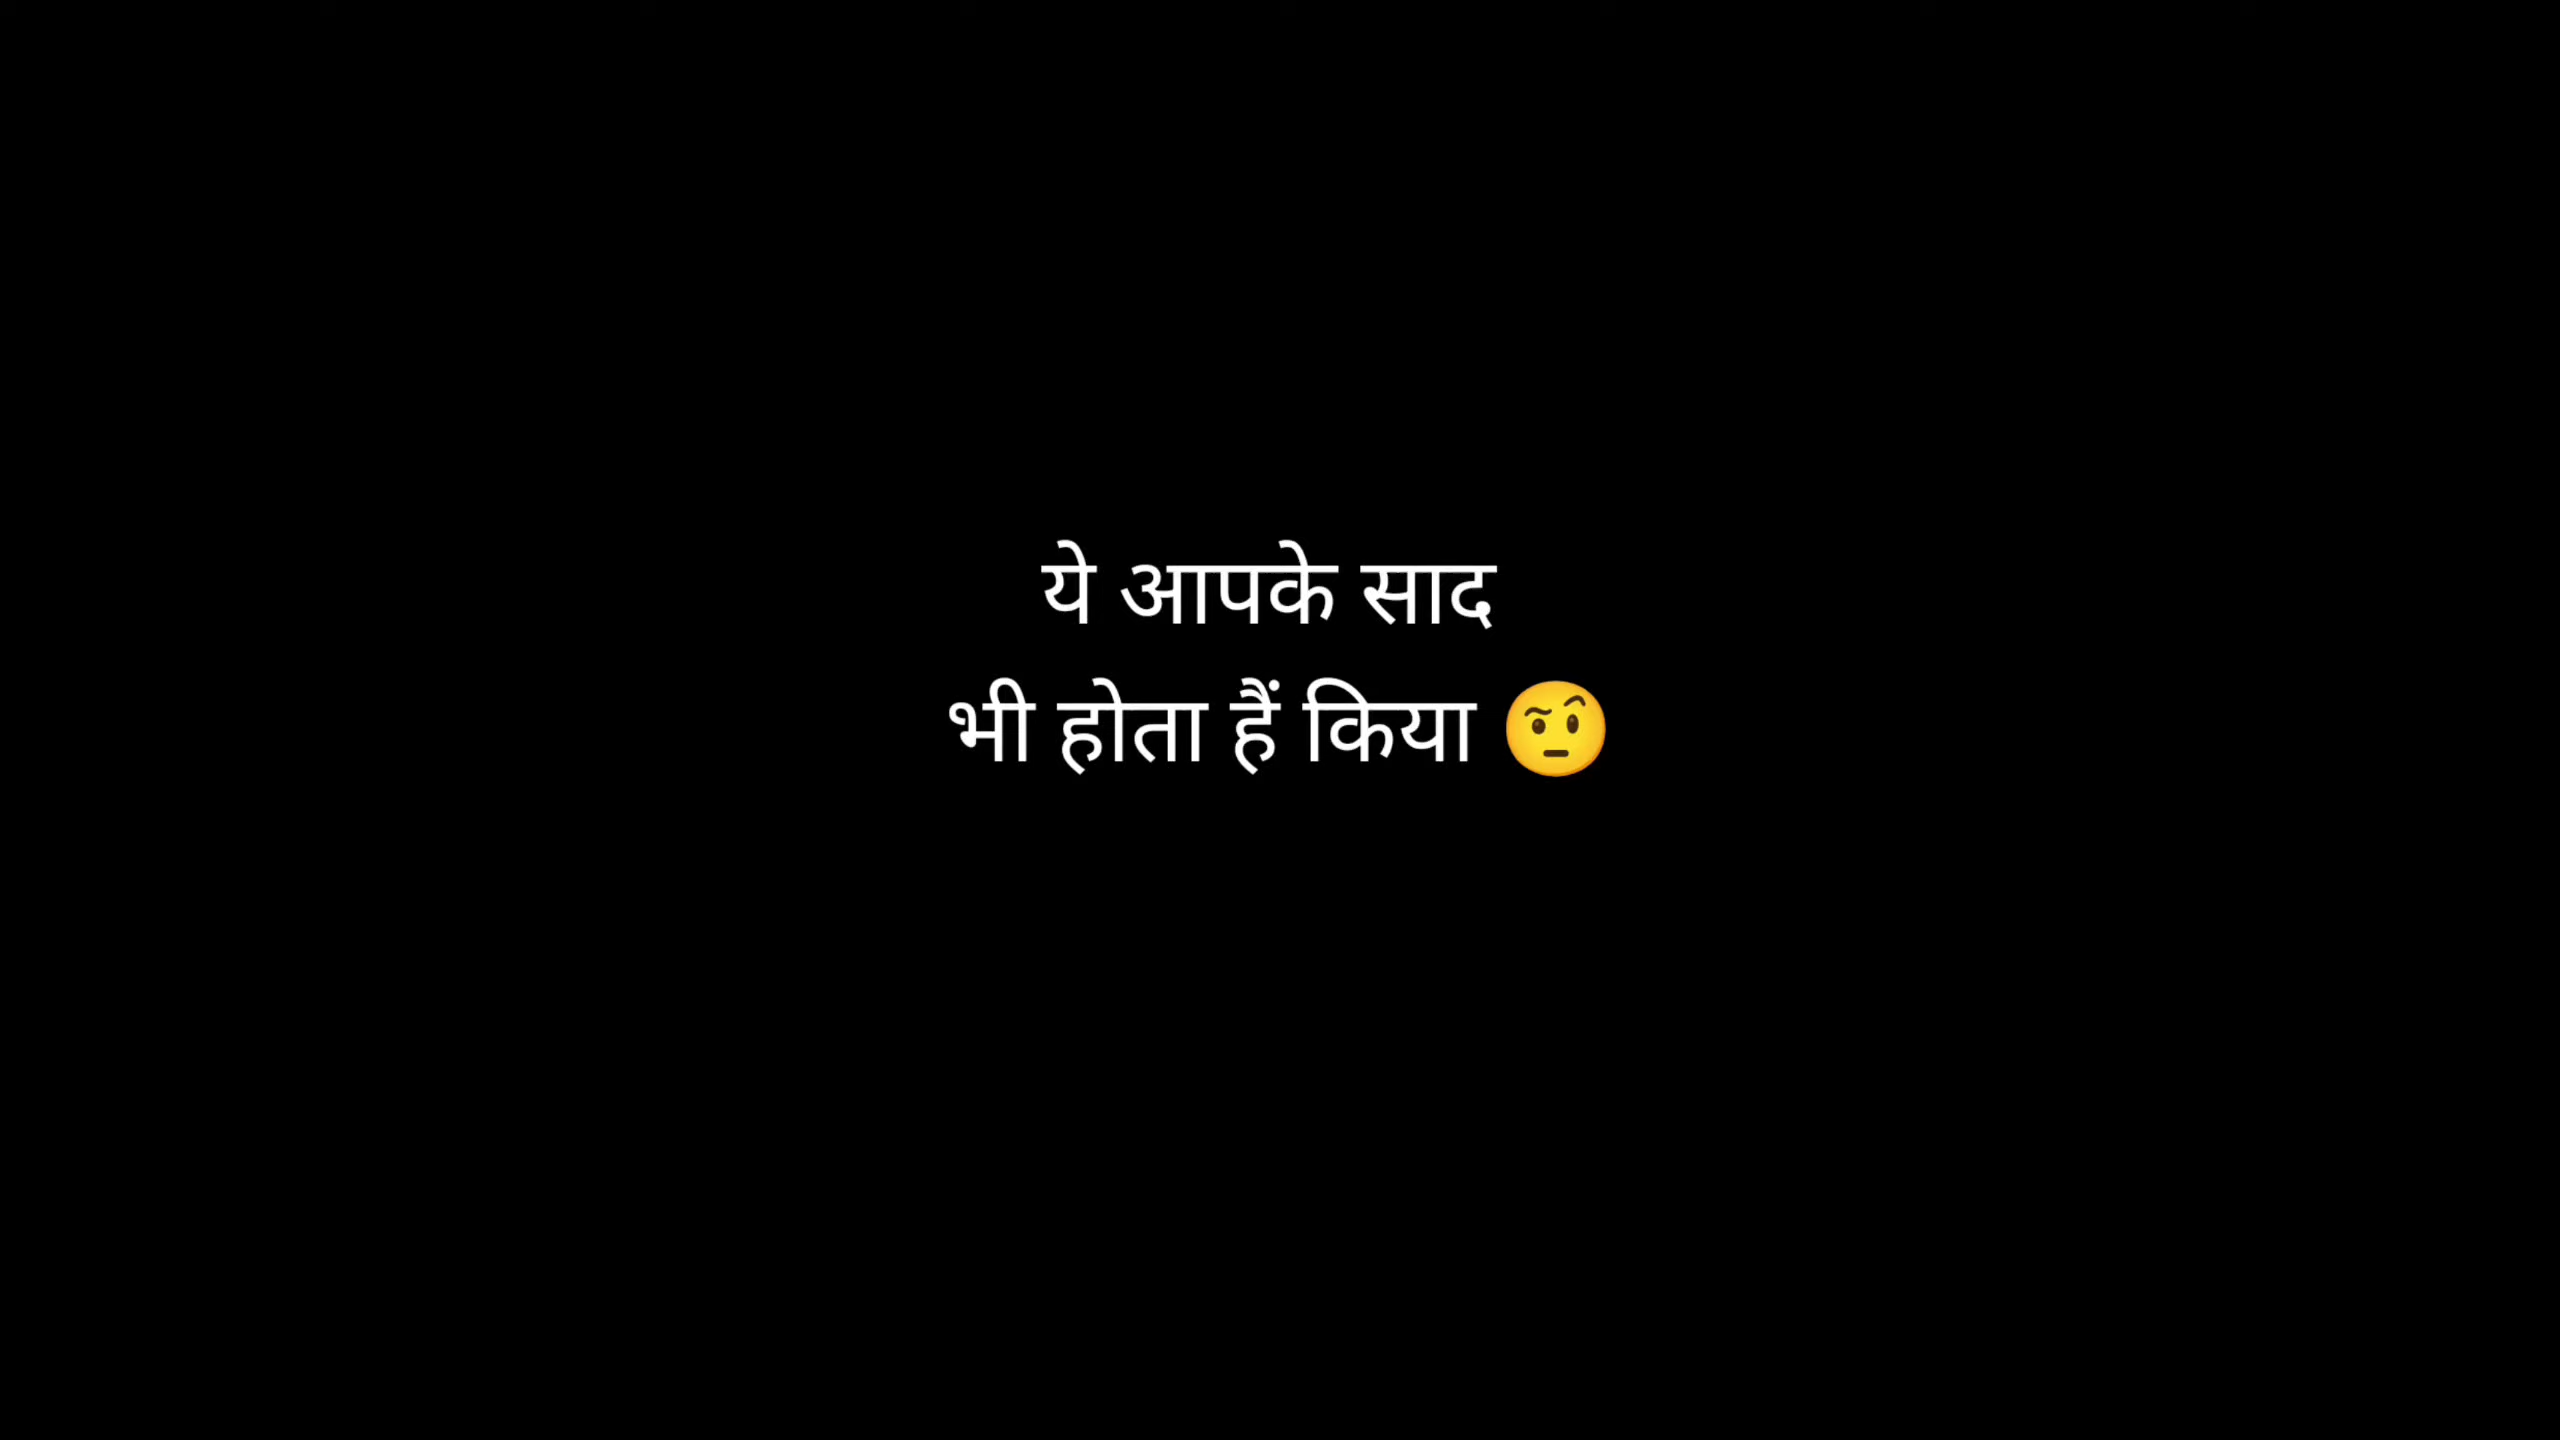 ये आपके साद
भी होता हैं किया 🤨